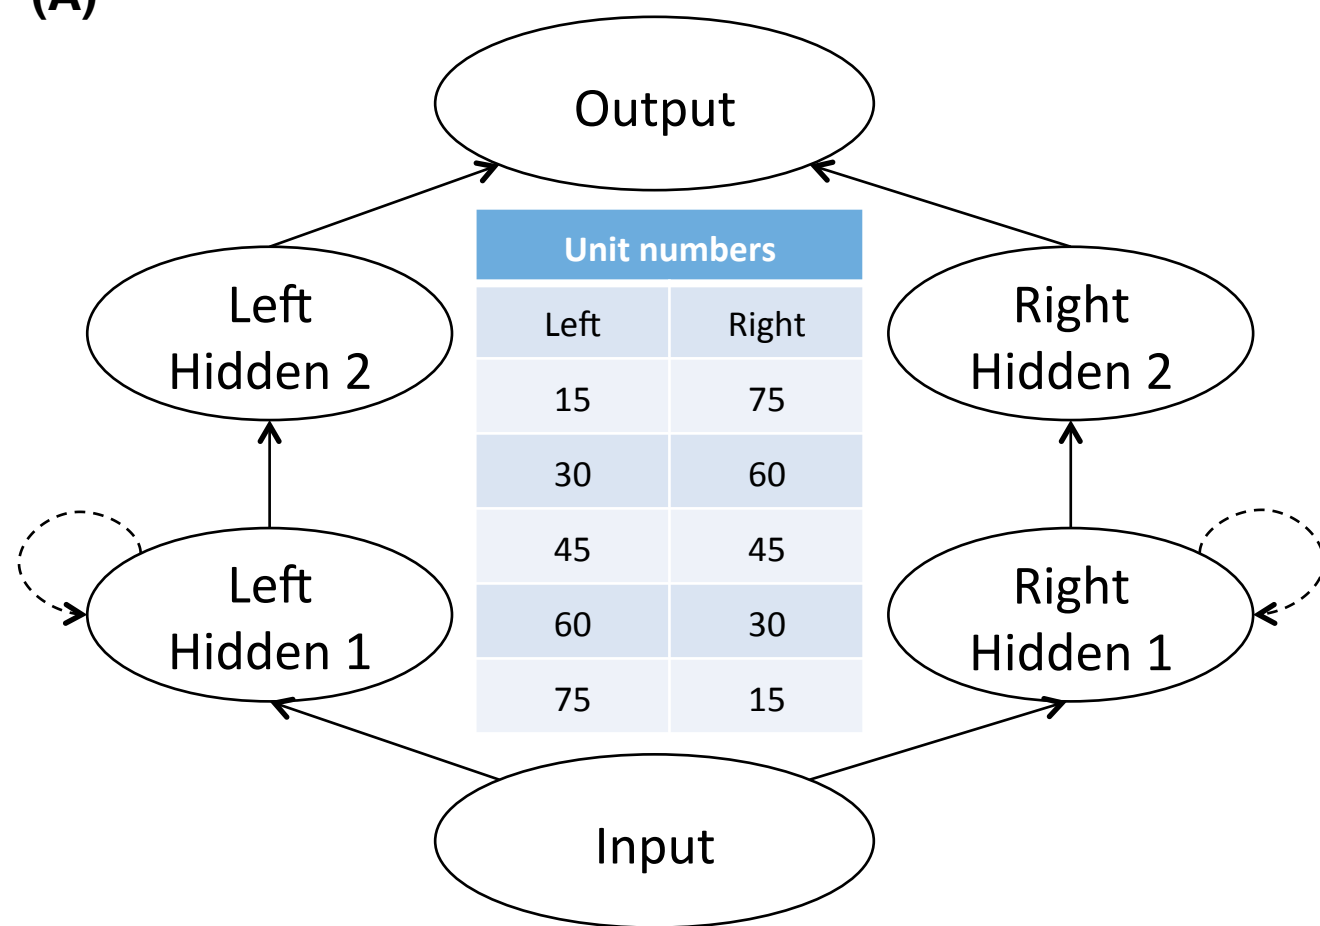 (A)
Output
Unit numbers
Left Right
15 75
30 60
45 45
60 30
75 15
Left
Hidden 2
Right
Hidden 2
Left
Hidden 1
Right
Hidden 1
Input